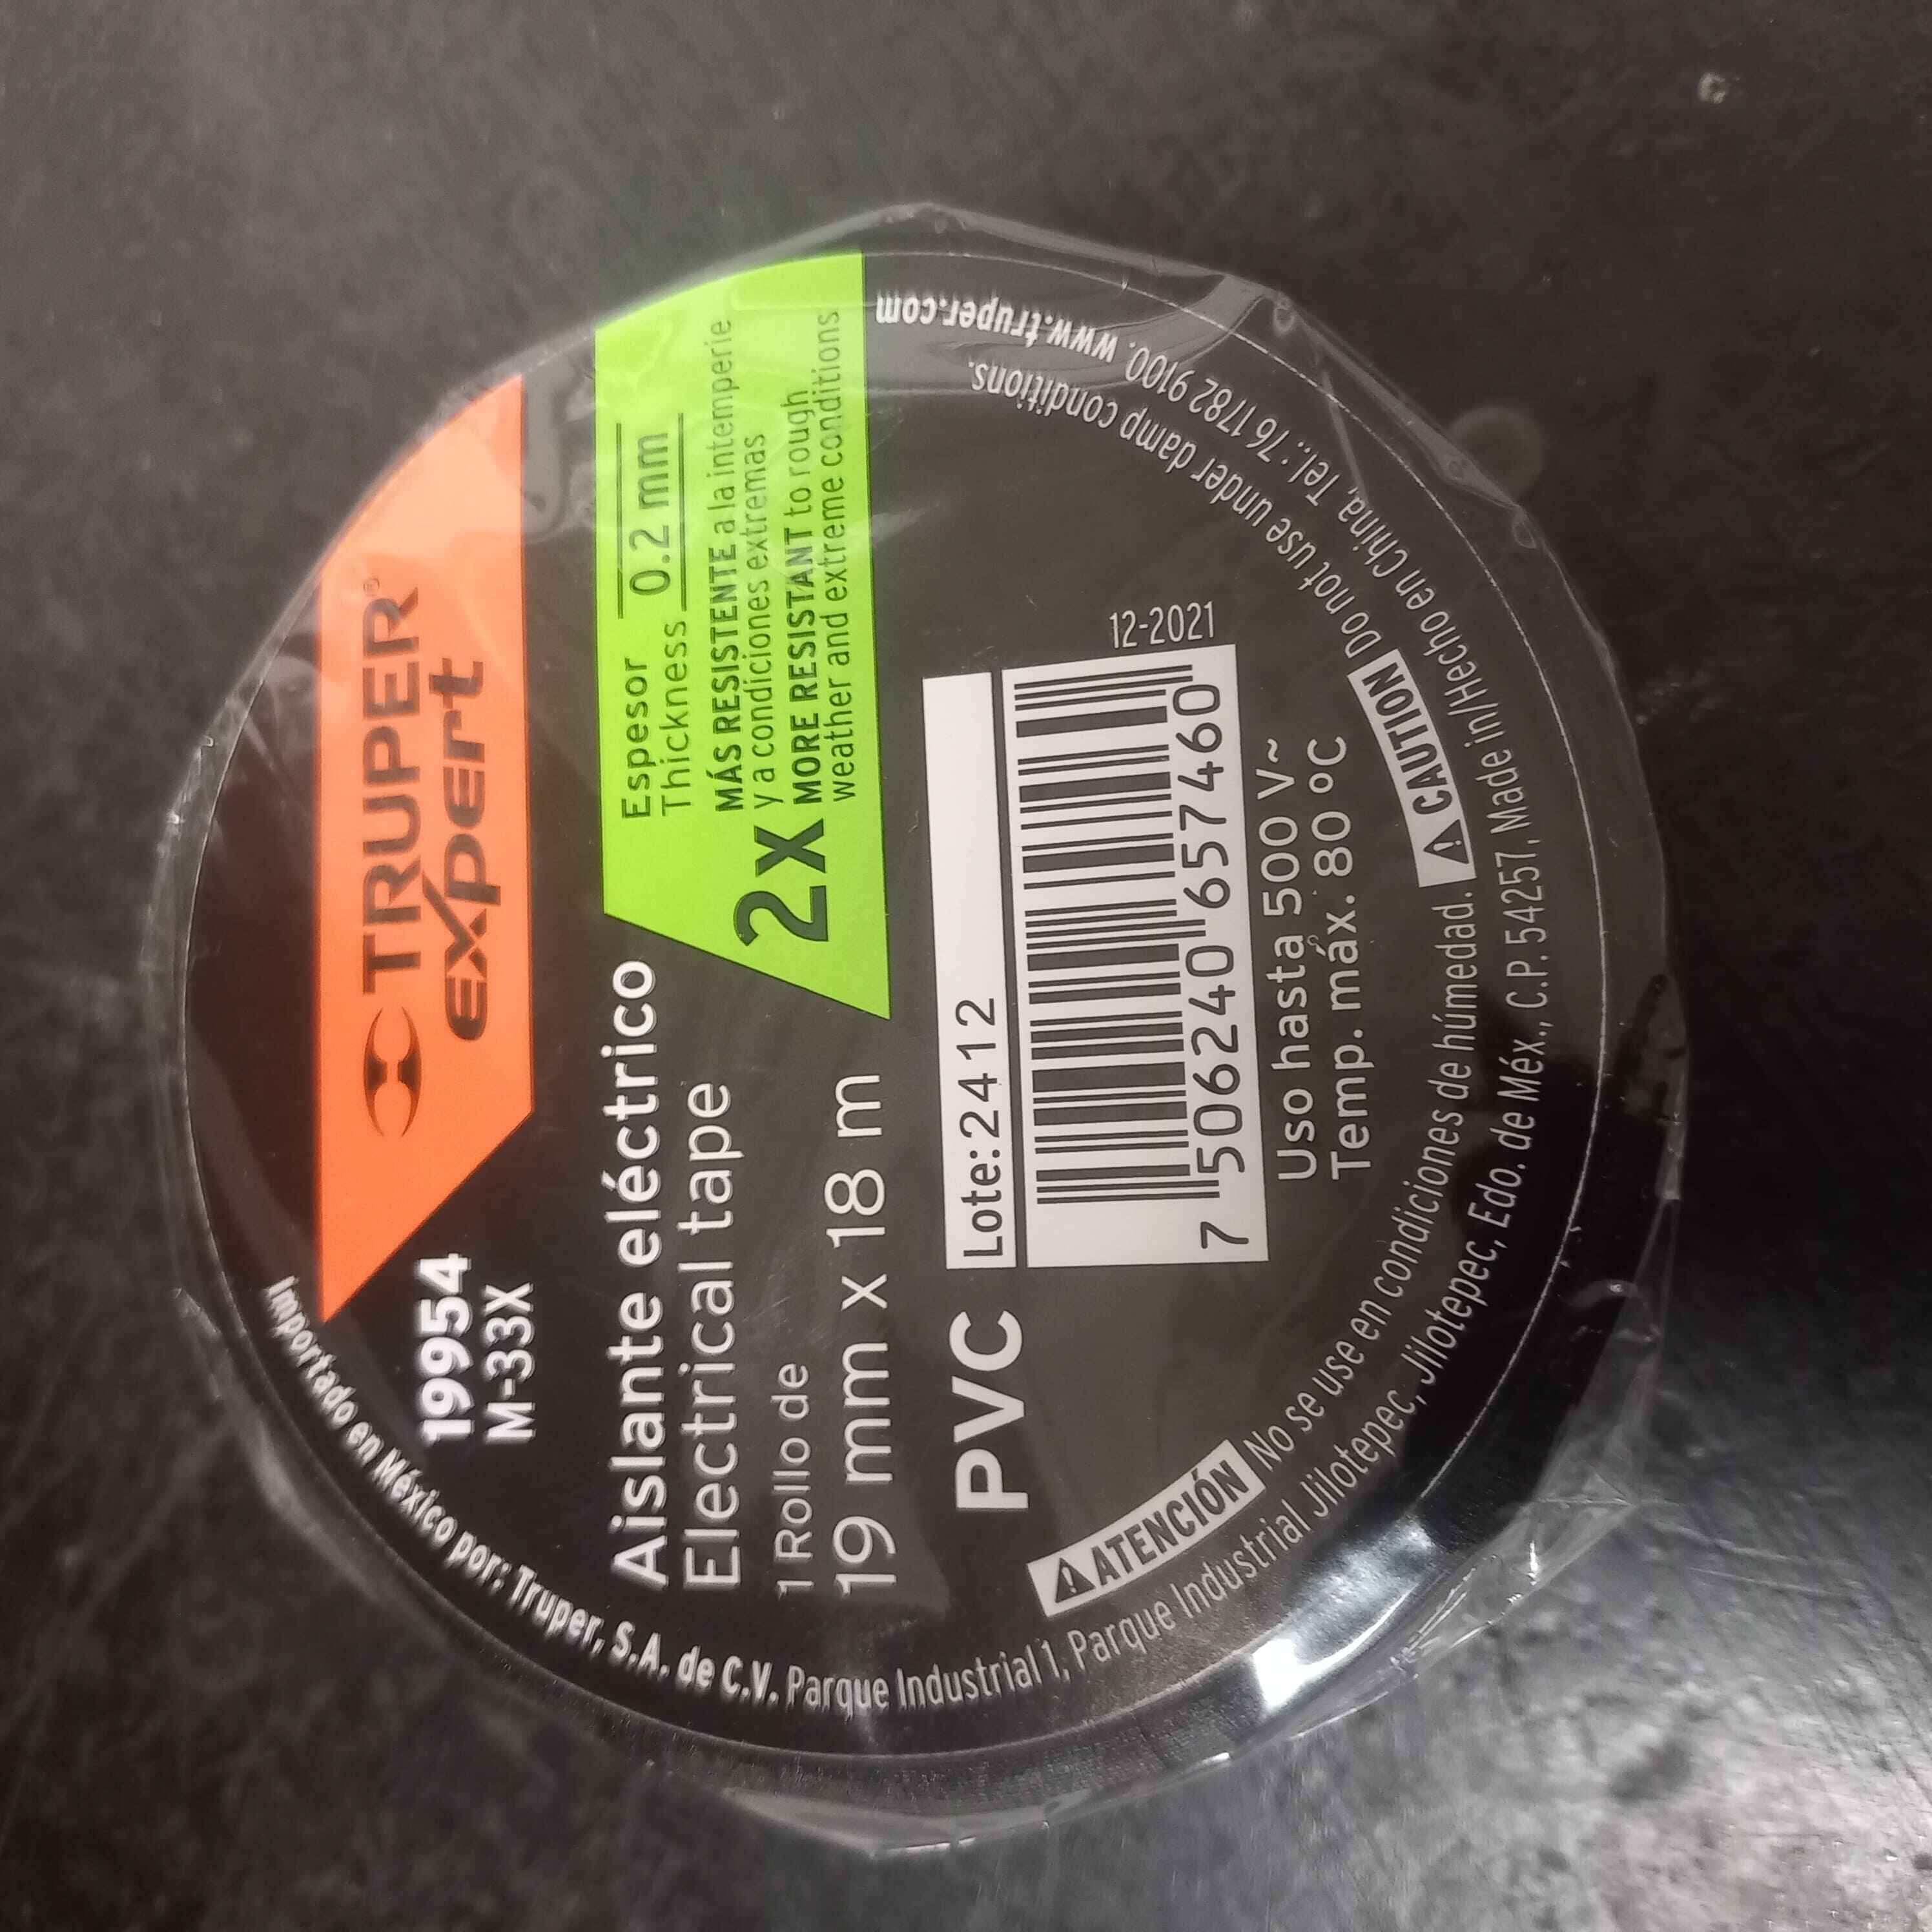 TRUPER®
expert
19954
M-33X
Aislante eléctrico
Electrical tape
1 Rollo de
19 mm x 18 m
PVC
Espesor
Thickness 0.2 mm
2x
MÁS RESISTENTE a la intemperie
y a condiciones extremas
MORE RESISTANT to rough
weather and extreme conditions
Lote:2412
7 506240 657460
12-2021
Uso hasta 500 V~
Temp. máx. 80 °C
ATENCIÓN No se use en condiciones de húmedad. CAUTION Do not use under damp conditions.
Importado en México por: Truper, S.A. de C.V. Parque Industrial 1, Parque Industrial Jilotepec, Jilotepec, Edo. de Méx., C.P. 54257, Made in/Hecho en China, Tel.: 761 782 9100. www.truper.com